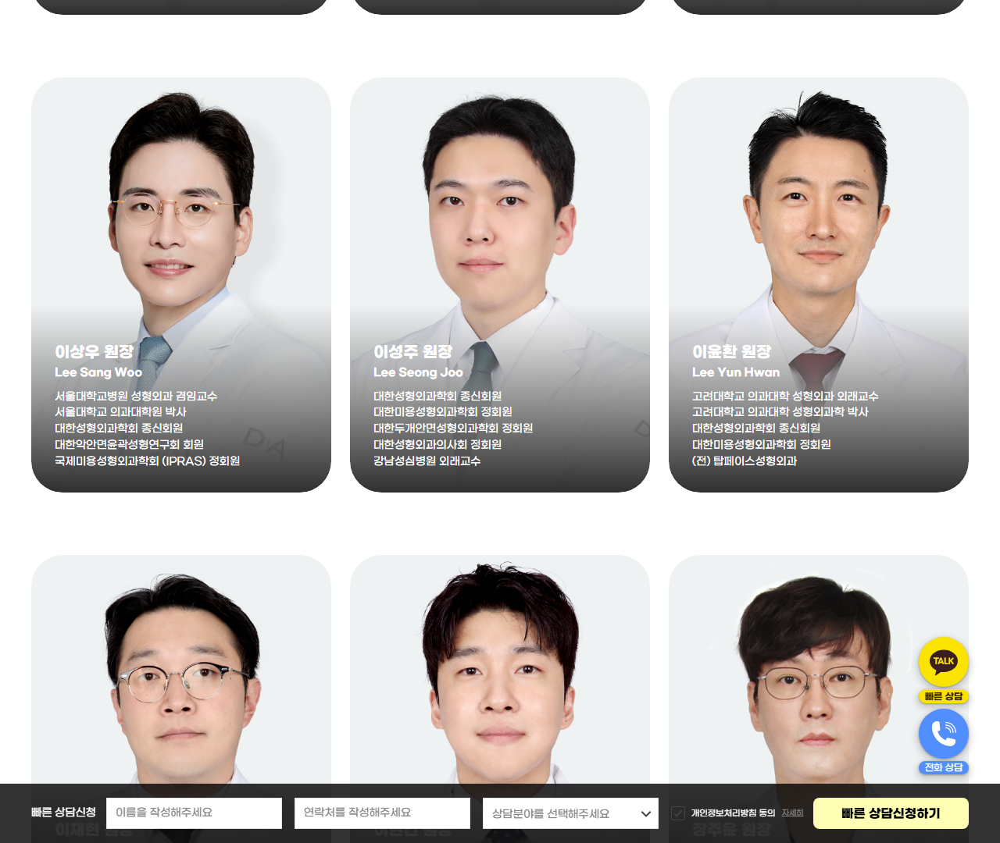 이상우 원장
Lee Sang Woo
서울대학교병원 성형외과 겸임교수
서울대학교 의과대학원 박사
대한성형외과학회 종신회원
대한악안면윤곽성형연구회 회원
국제미용성형외과학회 (IPRAS) 정회원
D·A
이성주 원장
Lee Seong Joo
대한성형외과학회 종신회원
대한미용성형외과학회 정회원
대한두개안면성형외과학회 정회원
대한성형외과의사회 정회원
강남성심병원 외래교수
이윤환 원장
Lee Yun Hwan
고려대학교 의과대학 성형외과 외래교수
고려대학교 의과대학 성형외과학 박사
대한성형외과학회 종신회원
대한미용성형외과학회 정회원
(전) 탑페이스성형외과
TALK
빠른 상담
전화 상담
빠른 상담신청
이름을 작성해주세요
연락처를 작성해주세요
상담분야를 선택해주세요
개인정보처리방침 동의 자세히
빠른 상담신청하기
이재현 원장
장주윤 원장